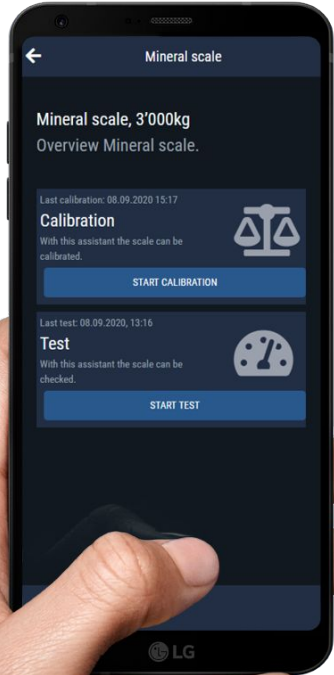 Mineral scale
Mineral scale, 3'000kg
Overview Mineral scale.
Last calibration: 08.09.2020 15:17
Calibration
With this assistant the scale can be
calibrated.
START CALIBRATION
Last test: 08.09.2020, 13:16
Test
With this assistant the scale can be
checked.
START TEST
LG